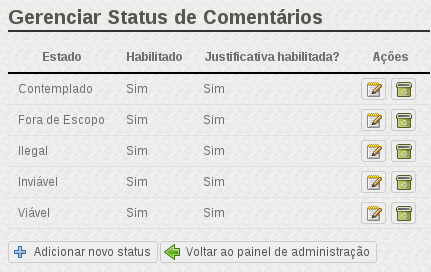 Gerenciar Status de Comentários
Estado Habilitado Justificativa habilitada? Ações
Contemplado Sim Sim
Fora de Escopo Sim Sim
Ilegal Sim Sim
Inviável Sim Sim
Viável Sim Sim
Adicionar novo status Voltar ao painel de administração